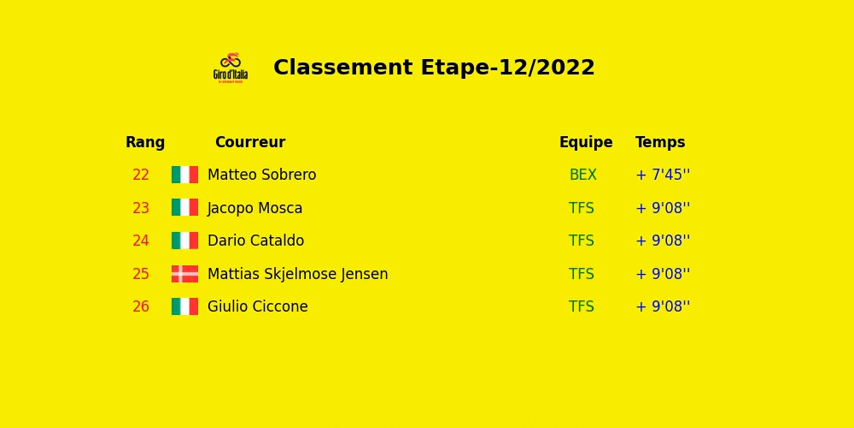 Giro d'Italia
Classement Etape-12/2022
Rang Courreur Equipe Temps
22 Matteo Sobrero BEX + 7'45''
23 Jacopo Mosca TFS + 9'08''
24 Dario Cataldo TFS + 9'08''
25 Mattias Skjelmose Jensen TFS + 9'08''
26 Giulio Ciccone TFS + 9'08''